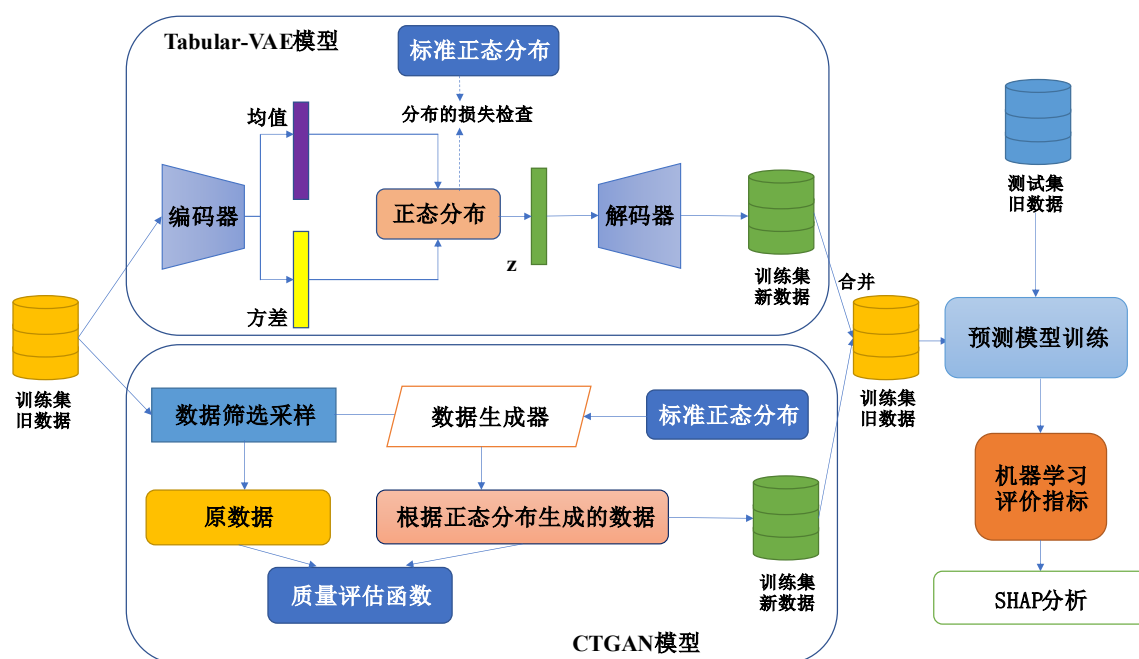 Tabular-VAE模型
标准正态分布
均值
分布的损失检查
编码器
正态分布
解码器
z
方差
训练集
新数据
测试集
旧数据
合并
训练集
旧数据
训练集
旧数据
预测模型训练
数据筛选采样
数据生成器
标准正态分布
原数据
根据正态分布生成的数据
质量评估函数
训练集
新数据
CTGAN模型
机器学习
评价指标
SHAP分析